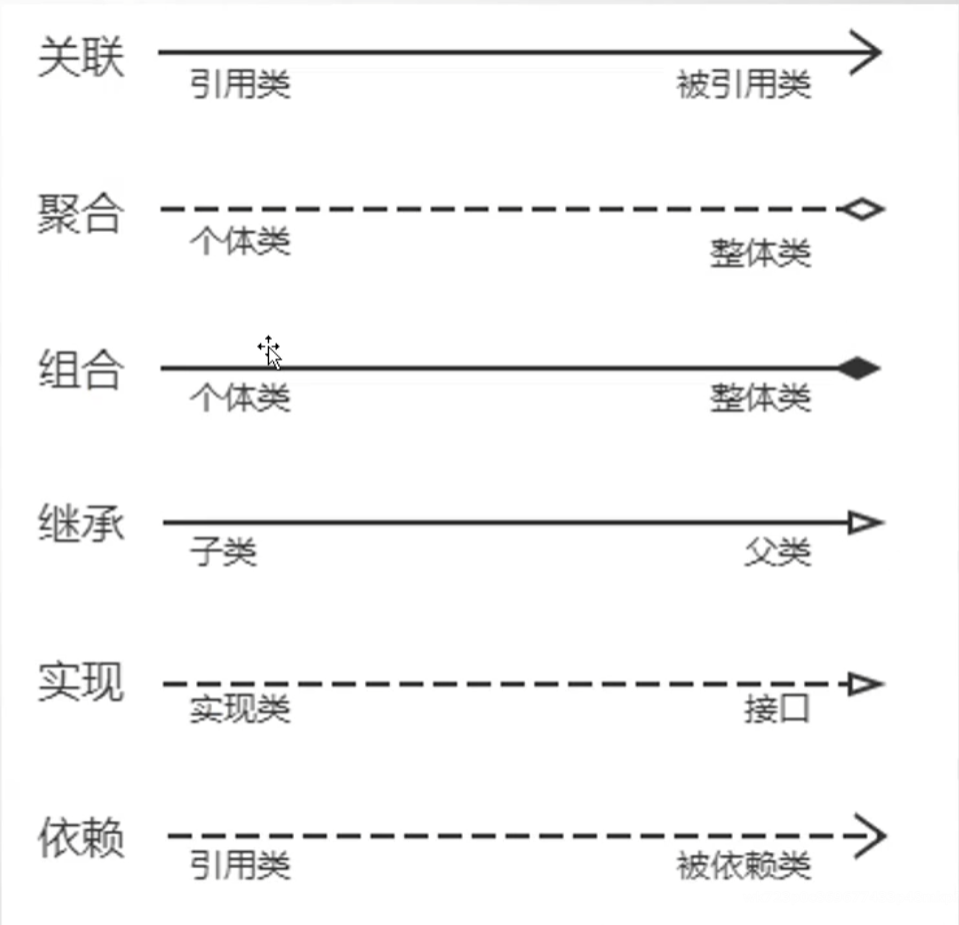 关联
引用类 被引用类
聚合
个体类 整体类
组合
个体类 整体类
继承
子类 父类
实现
实现类 接口
依赖
引用类 被依赖类